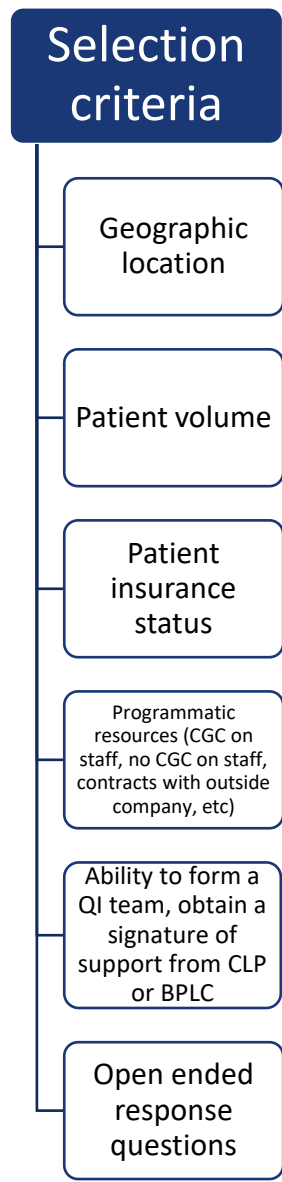 Selection
criteria
Geographic
location
Patient volume
Patient
insurance
status
Programmatic
resources (CGC on
staff, no CGC on staff,
contracts with outside
company, etc)
Ability to form a
QI team, obtain a
signature of
support from CLP
or BPLC
Open ended
response
questions